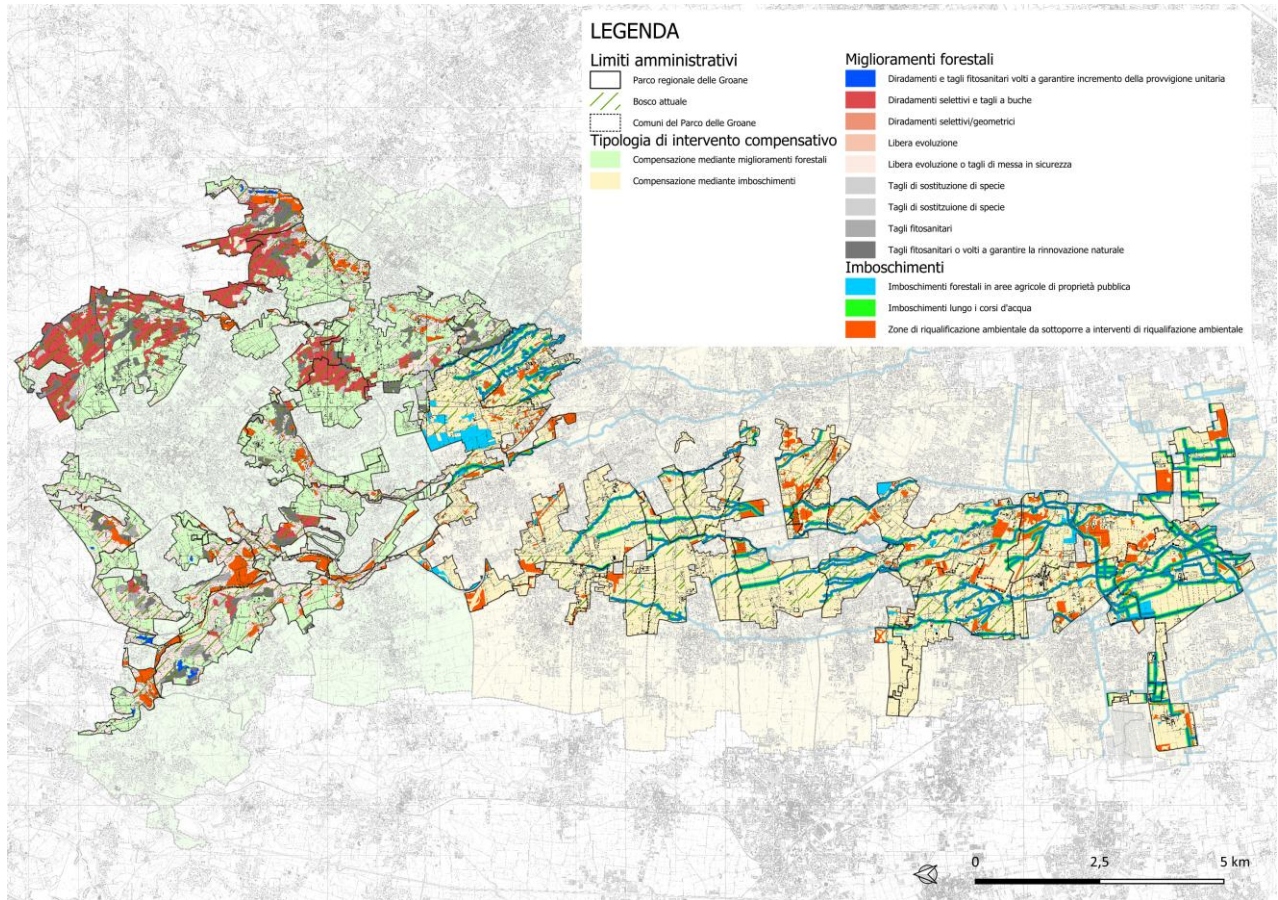 LEGENDA
Limiti amministrativi
Parco regionale delle Groane
Bosco attuale
Comuni del Parco delle Groane
Tipologia di intervento compensativo
Compensazione mediante miglioramenti forestali
Compensazione mediante imboschimenti
Miglioramenti forestali
Diradamenti e tagli fitosanitari volti a garantire incremento della provvigione unitaria
Diradamenti selettivi e tagli a buche
Diradamenti selettivi/geometrici
Libera evoluzione
Libera evoluzione o tagli di messa in sicurezza
Tagli di sostituzione di specie
Tagli di sostitzuione di specie
Tagli fitosanitari
Tagli fitosanitari o volti a garantire la rinnovazione naturale
Imboschimenti
Imboschimenti forestali in aree agricole di proprietà pubblica
Imboschimenti lungo i corsi d'acqua
Zone di riqualificazione ambientale da sottoporre a interventi di riqualifazione ambientale
0 2,5 5 km